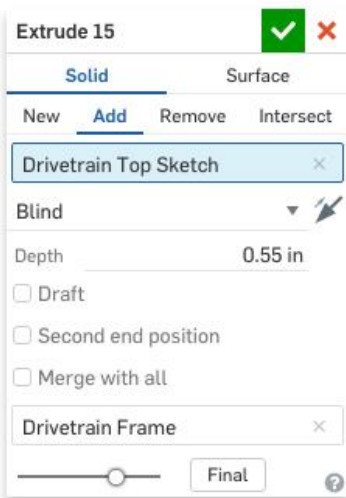 Extrude 15
Solid Surface
New Add Remove Intersect
Drivetrain Top Sketch
Blind
Depth 0.55 in
Draft
Second end position
Merge with all
Drivetrain Frame
Final